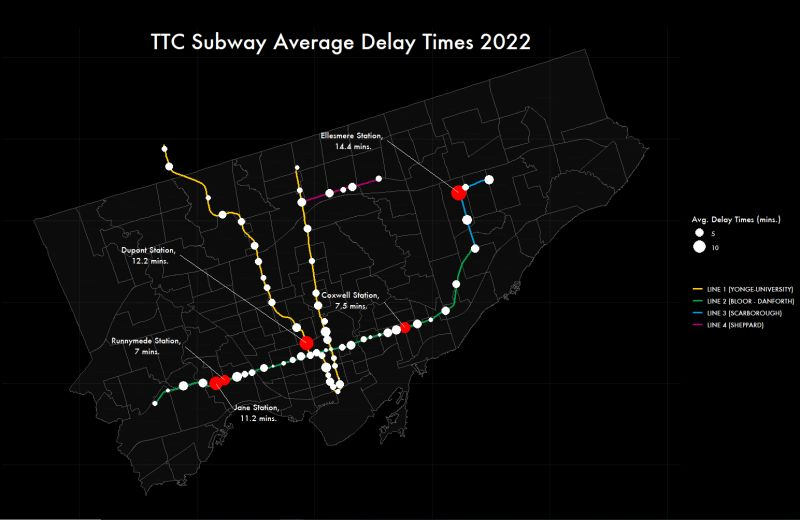 TTC Subway Average Delay Times 2022
Ellesmere Station,
14.4 mins.
Dupont Station,
12.2 mins.
Coxwell Station,
7.5 mins.
Runnymede Station,
7 mins.
Jane Station,
11.2 mins.
Avg. Delay Times (mins.)
5
10
LINE 1 (YONGE-UNIVERSITY)
LINE 2 (BLOOR - DANFORTH)
LINE 3 (SCARBOROUGH)
LINE 4 (SHEPPARD)